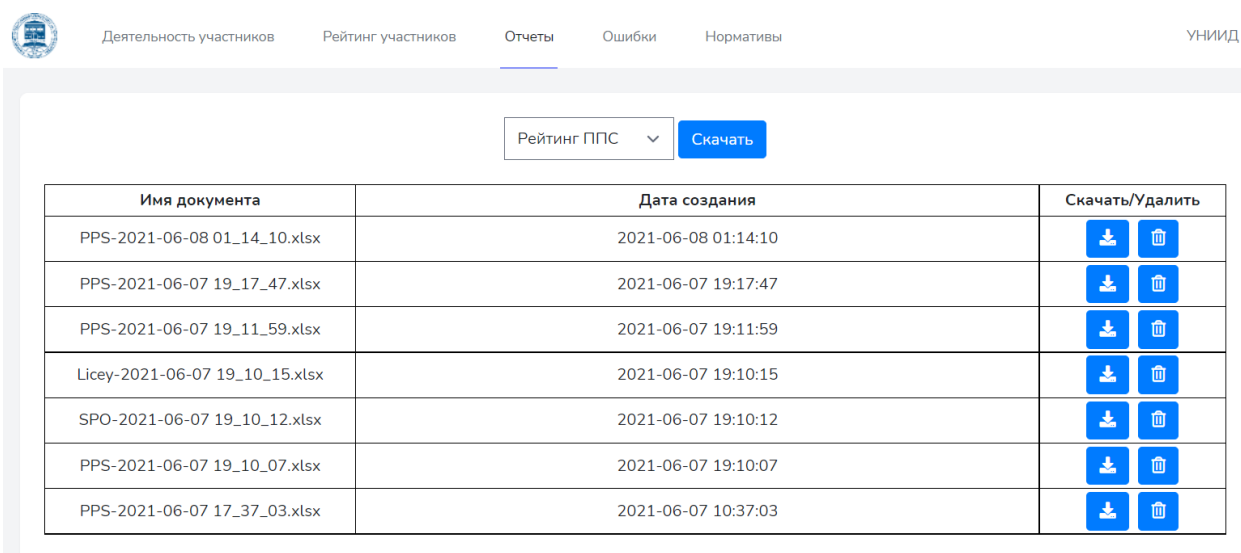 Деятельность участников Рейтинг участников Отчеты Ошибки Нормативы УНИИД
Рейтинг ППС Скачать
Имя документа Дата создания Скачать/Удалить
PPS-2021-06-08 01_14_10.xlsx 2021-06-08 01:14:10
PPS-2021-06-07 19_17_47.xlsx 2021-06-07 19:17:47
PPS-2021-06-07 19_11_59.xlsx 2021-06-07 19:11:59
Licey-2021-06-07 19_10_15.xlsx 2021-06-07 19:10:15
SPO-2021-06-07 19_10_12.xlsx 2021-06-07 19:10:12
PPS-2021-06-07 19_10_07.xlsx 2021-06-07 19:10:07
PPS-2021-06-07 17_37_03.xlsx 2021-06-07 10:37:03